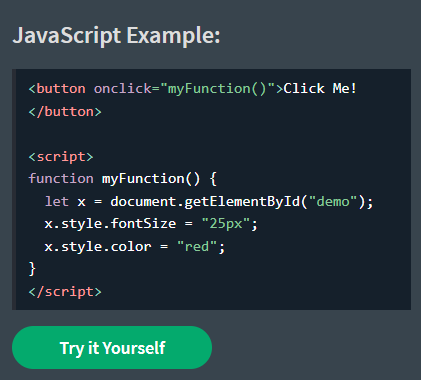 JavaScript Example:
<button onclick="myFunction()">Click Me!
</button>
<script>
function myFunction() {
  let x = document.getElementById("demo");
  x.style.fontSize = "25px";
  x.style.color = "red";
}
</script>
Try it Yourself